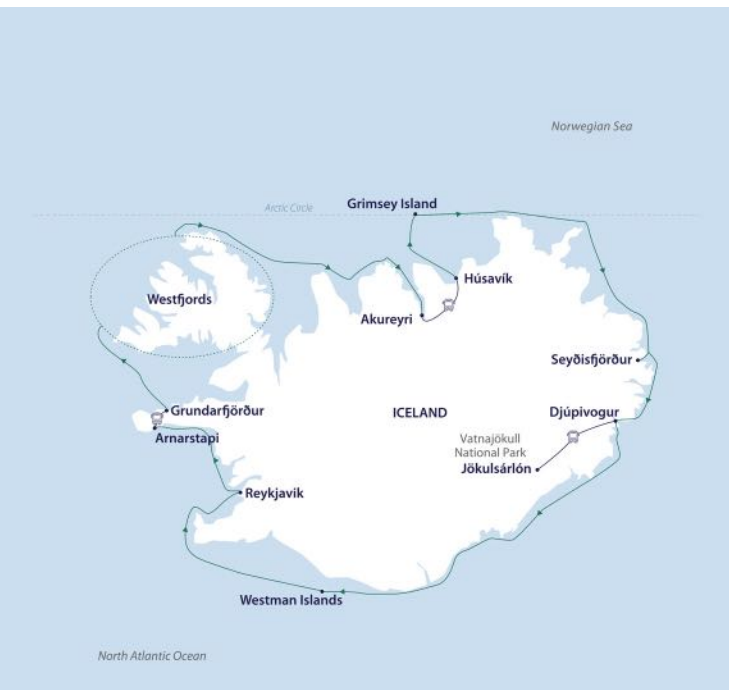 Norwegian Sea
Arctic Circle
Grimsey Island
Húsavík
Westfjords
Akureyri
Seyðisfjörður
Grundarfjörður
ICELAND
Djúpivogur
Arnarstapi
Vatnajökull
National Park
Jökulsárlón
Reykjavik
Westman Islands
North Atlantic Ocean